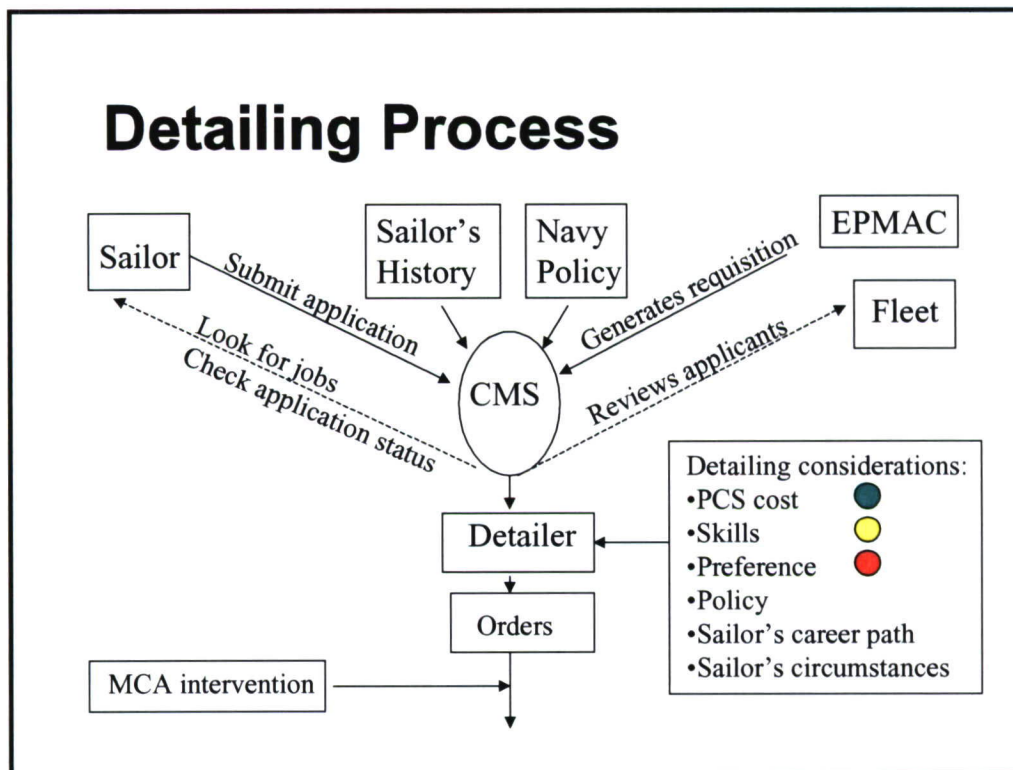 Detailing Process
Sailor
Sailor's
History
Navy
Policy
EPMAC
Fleet
Submit application
Look for jobs
Check application status
Generates requisition
Reviews applicants
CMS
Detailer
Orders
MCA intervention
Detailing considerations:
•PCS cost
•Skills
•Preference
•Policy
•Sailor's career path
•Sailor's circumstances